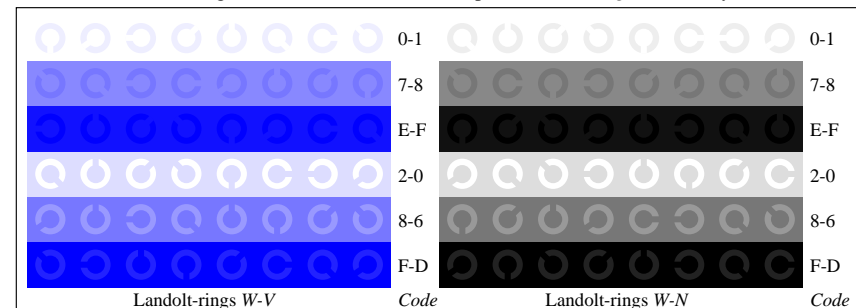 0-1 0-1
7-8 7-8
E-F E-F
2-0 2-0
8-6 8-6
F-D F-D
Landolt-rings W-V Code Landolt-rings W-N Code